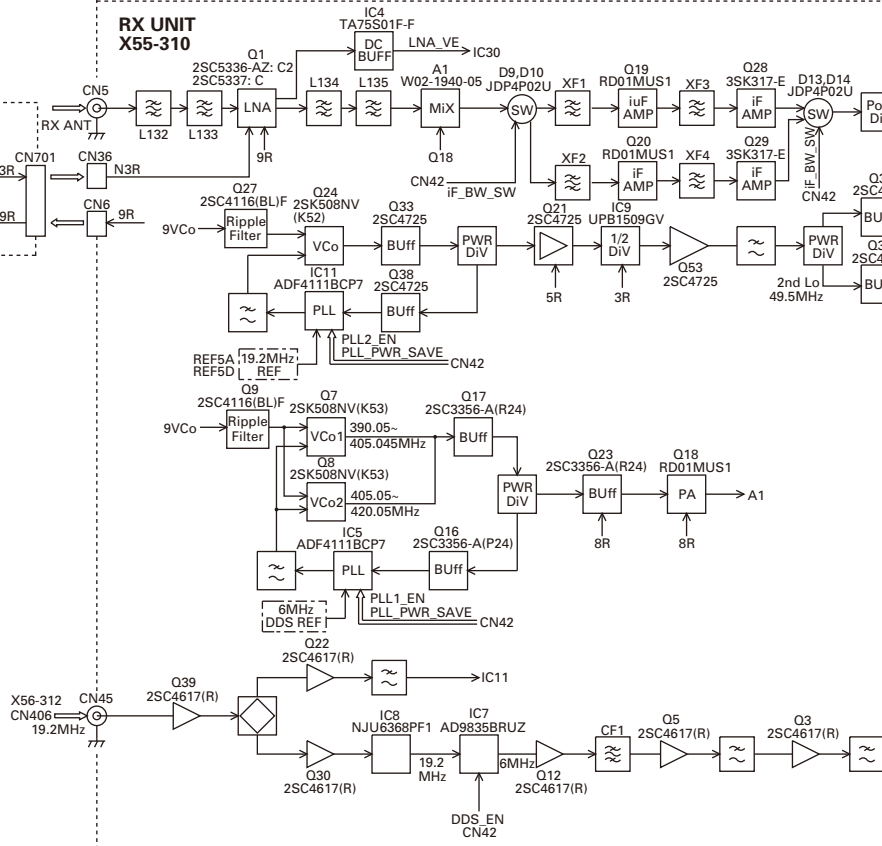 RX UNIT
X55-310
IC4
TA75S01F-F
DC
BUFF
LNA_VE
IC30
Q1
2SC5336-AZ: C2
2SC5337: C
LNA
9R
CN5
RX ANT
L132
L133
L134
L135
A1
W02-1940-05
MiX
Q18
D9,D10
JDP4P02U
SW
CN42
iF_BW_SW
XF1
Q19
RD01MUS1
iuF
AMP
XF3
Q28
3SK317-E
iF
AMP
D13,D14
JDP4P02U
SW
iF_BW_SW
CN42
Po
Di
XF2
Q20
RD01MUS1
iF
AMP
XF4
Q29
3SK317-E
iF
AMP
CN701
3R
9R
CN36
N3R
CN6
9R
Q27
2SC4116(BL)F
9VCo
Ripple
Filter
Q24
2SK508NV
(K52)
VCo
Q33
2SC4725
BUff
PWR
DiV
Q21
2SC4725
5R
IC9
UPB1509GV
1/2
DiV
3R
Q53
2SC4725
PWR
DiV
2nd Lo
49.5MHz
Q3
2SC4
BU
Q3
2SC4
BU
IC11
ADF4111BCP7
PLL
Q38
2SC4725
BUff
PLL2_EN
PLL_PWR_SAVE
CN42
REF5A
REF5D
19.2MHz
REF
Q9
2SC4116(BL)F
9VCo
Ripple
Filter
Q7
2SK508NV(K53)
VCo1
390.05~
405.045MHz
Q8
2SK508NV(K53)
VCo2
405.05~
420.05MHz
Q17
2SC3356-A(R24)
BUff
PWR
DiV
Q23
2SC3356-A(R24)
BUff
8R
Q18
RD01MUS1
PA
8R
A1
IC5
ADF4111BCP7
PLL
Q16
2SC3356-A(P24)
BUff
6MHz
DDS REF
PLL1_EN
PLL_PWR_SAVE
CN42
X56-312
CN406
19.2MHz
CN45
Q39
2SC4617(R)
Q22
2SC4617(R)
IC11
Q30
2SC4617(R)
IC8
NJU6368PF1
19.2
MHz
IC7
AD9835BRUZ
DDS_EN
CN42
6MHz
Q12
2SC4617(R)
CF1
Q5
2SC4617(R)
Q3
2SC4617(R)